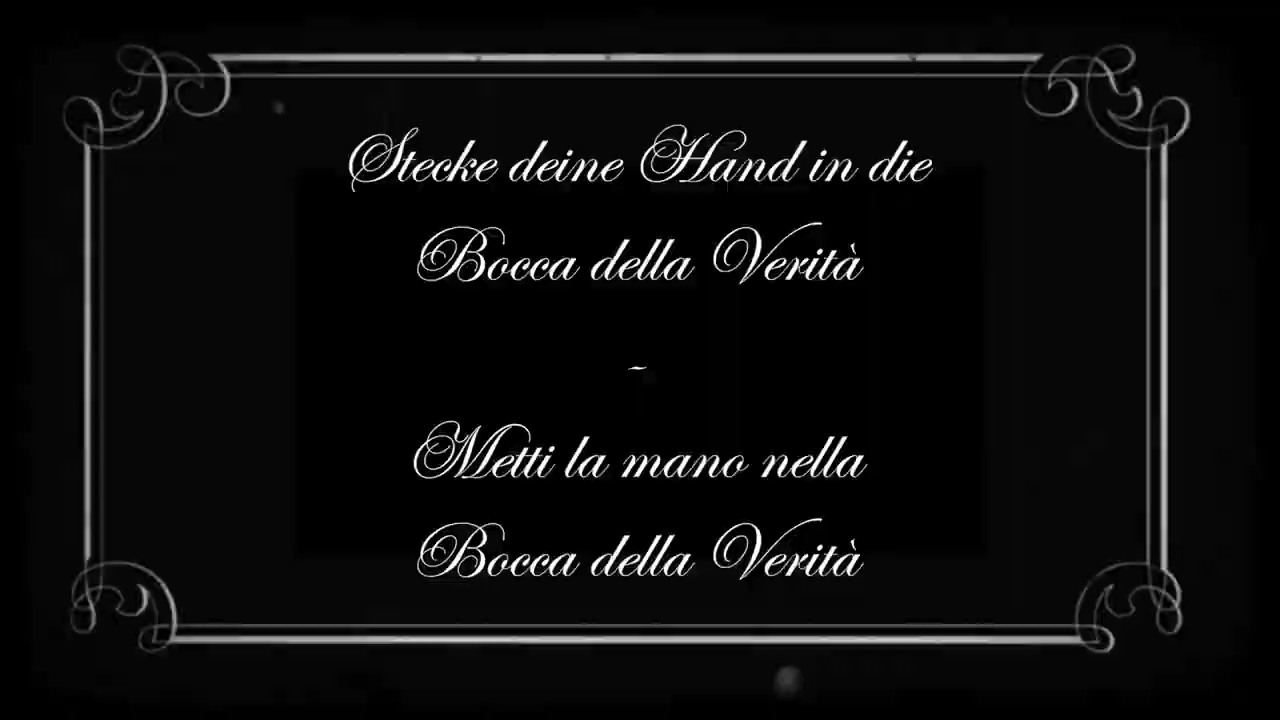 Stecke deine Hand in die
Bocca della Verità
-
Metti la mano nella
Bocca della Verità